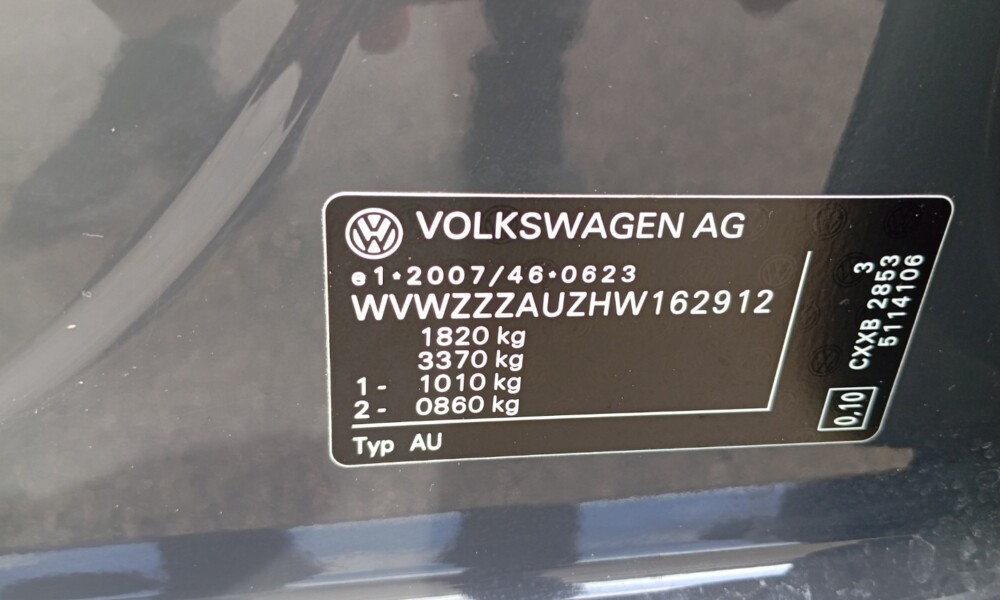 VOLKSWAGEN AG
e1*2007/46*0623
WVWZZZAUZHW162912
1820 kg
3370 kg
1 - 1010 kg
2 - 0860 kg
Typ AU
0,10
3
CXXB 2853
5114106